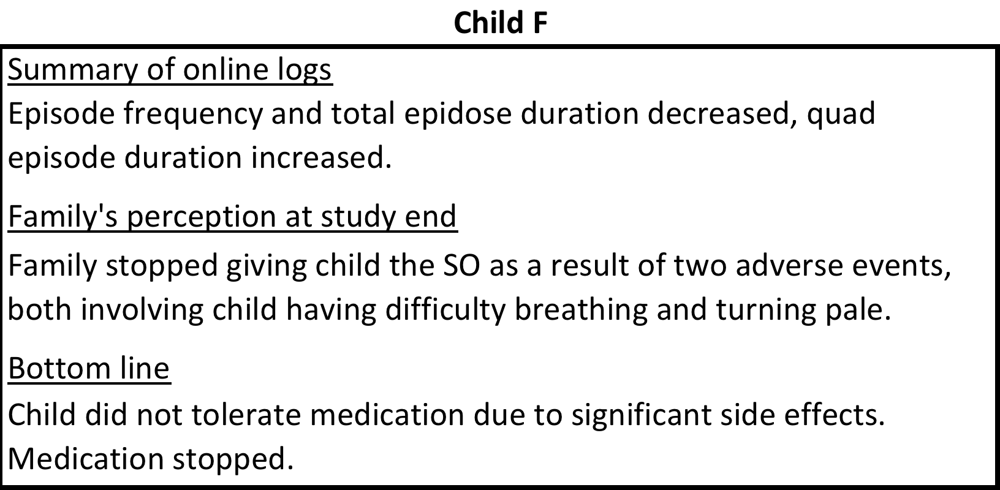 Child F
Summary of online logs
Episode frequency and total epidose duration decreased, quad
episode duration increased.
Family's perception at study end
Family stopped giving child the SO as a result of two adverse events,
both involving child having difficulty breathing and turning pale.
Bottom line
Child did not tolerate medication due to significant side effects.
Medication stopped.